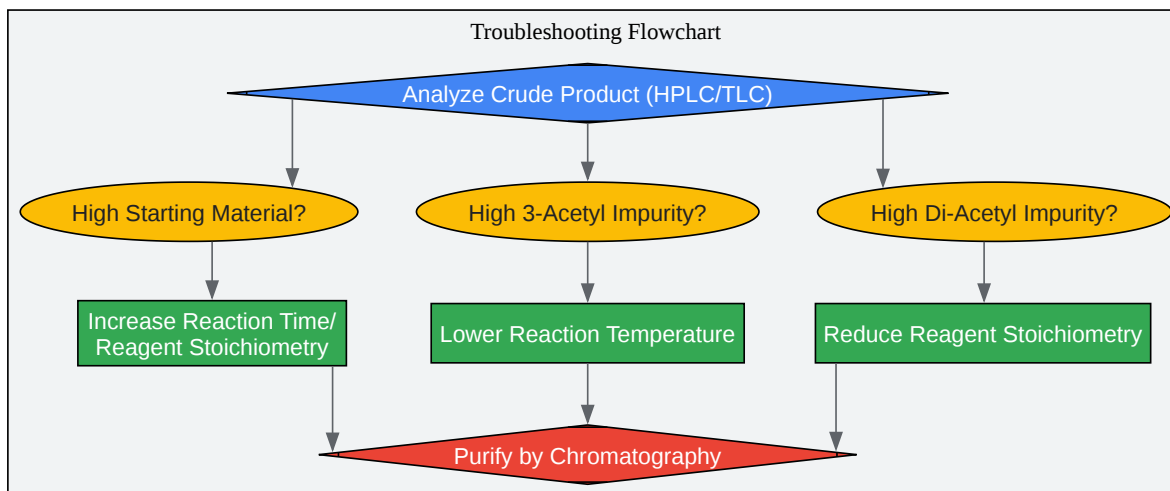 Troubleshooting Flowchart
Analyze Crude Product (HPLC/TLC)
High Starting Material?
High 3-Acetyl Impurity?
High Di-Acetyl Impurity?
Increase Reaction Time/
Reagent Stoichiometry
Lower Reaction Temperature
Reduce Reagent Stoichiometry
Purify by Chromatography